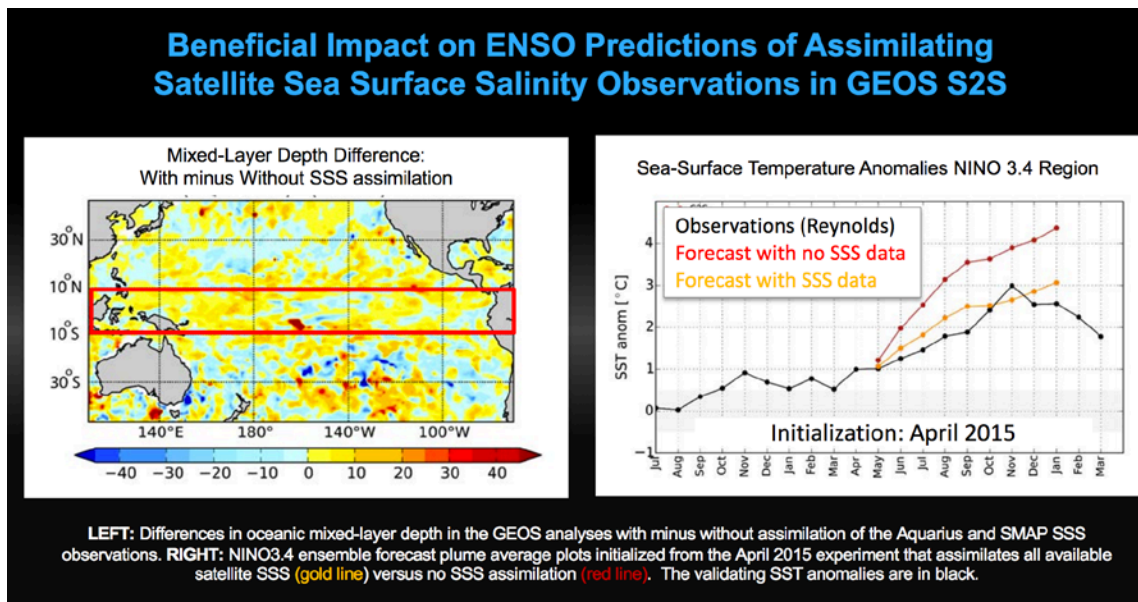 Beneficial Impact on ENSO Predictions of Assimilating
Satellite Sea Surface Salinity Observations in GEOS S2S
Mixed-Layer Depth Difference:
With minus Without SSS assimilation
30°N
10°N
10°S
30°S
140°E 180° 140°W 100°W
−40 −30 −20 −10 0 10 20 30 40
Sea-Surface Temperature Anomalies NINO 3.4 Region
Observations (Reynolds)
Forecast with no SSS data
Forecast with SSS data
SST anom [°C]
4
3
2
1
0
−1
Initialization: April 2015
Jul Aug Sep Oct Nov Dec Jan Feb Mar Apr May Jun Jul Aug Sep Oct Nov Dec Jan Feb Mar
LEFT: Differences in oceanic mixed-layer depth in the GEOS analyses with minus without assimilation of the Aquarius and SMAP SSS
observations. RIGHT: NINO3.4 ensemble forecast plume average plots initialized from the April 2015 experiment that assimilates all available
satellite SSS (gold line) versus no SSS assimilation (red line). The validating SST anomalies are in black.